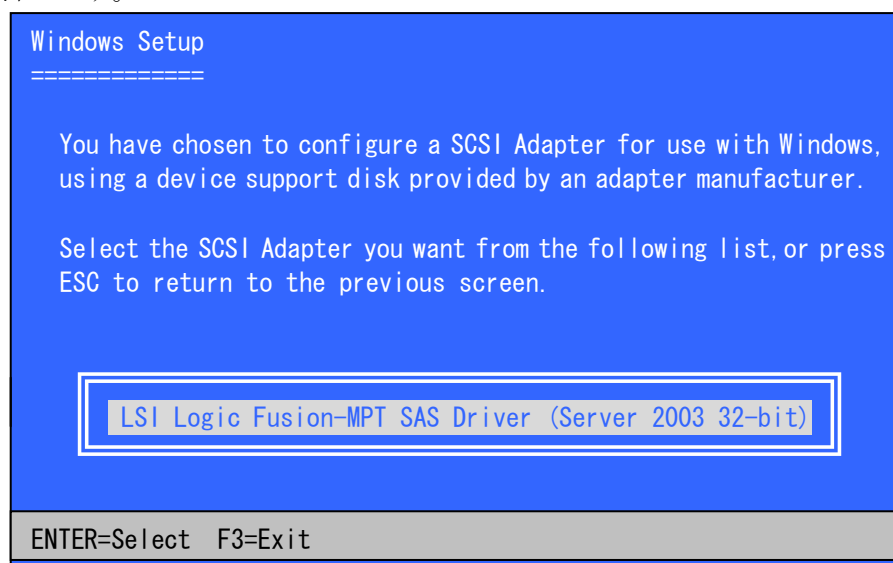 Windows Setup
=============
You have chosen to configure a SCSI Adapter for use with Windows,
using a device support disk provided by an adapter manufacturer.
Select the SCSI Adapter you want from the following list,or press
ESC to return to the previous screen.
LSI Logic Fusion-MPT SAS Driver (Server 2003 32-bit)
ENTER=Select  F3=Exit